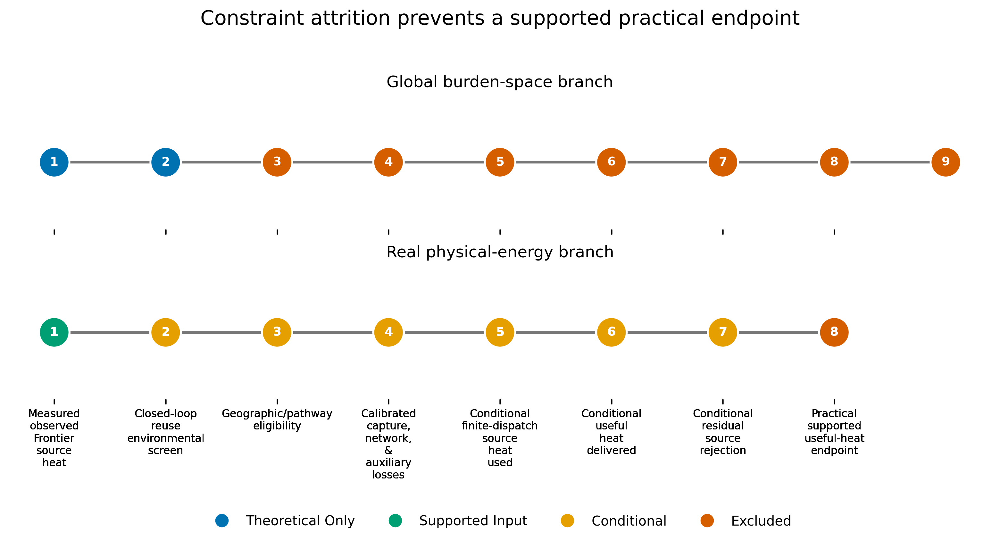 Constraint attrition prevents a supported practical endpoint
Global burden-space branch
1 2 3 4 5 6 7 8 9
Real physical-energy branch
1 2 3 4 5 6 7 8
Measured
observed
Frontier
source
heat
Closed-loop
reuse
environmental
screen
Geographic/pathway
eligibility
Calibrated
capture,
network,
&
auxiliary
losses
Conditional
finite-dispatch
source
heat
used
Conditional
useful
heat
delivered
Conditional
residual
source
rejection
Practical
supported
useful-heat
endpoint
Theoretical Only
Supported Input
Conditional
Excluded